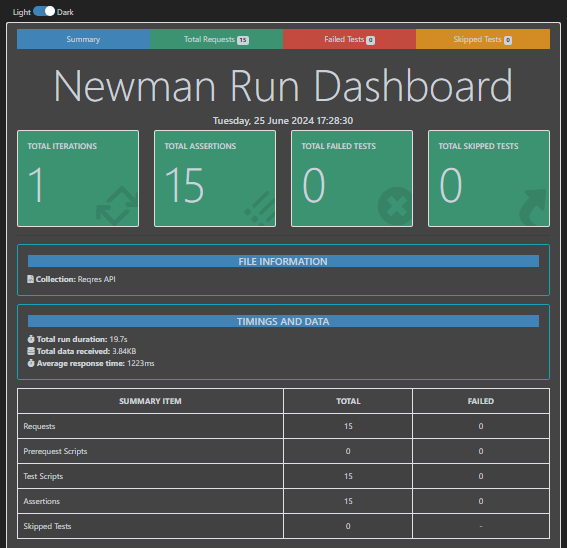 Light Dark
Summary Total Requests 15 Failed Tests 0 Skipped Tests 0
Newman Run Dashboard
Tuesday, 25 June 2024 17:28:30
TOTAL ITERATIONS TOTAL ASSERTIONS TOTAL FAILED TESTS TOTAL SKIPPED TESTS
1 15 0 0
FILE INFORMATION
Collection: Reqres API
TIMINGS AND DATA
Total run duration: 19.7s
Total data received: 3.84KB
Average response time: 1223ms
SUMMARY ITEM TOTAL FAILED
Requests 15 0
Prerequest Scripts 0 0
Test Scripts 15 0
Assertions 15 0
Skipped Tests 0 -